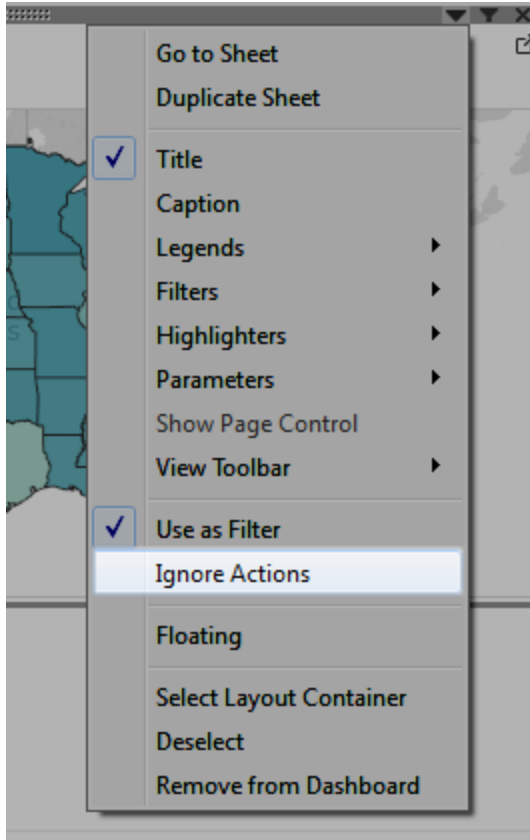 Go to Sheet
Duplicate Sheet
Title
Caption
Legends
Filters
Highlighters
Parameters
Show Page Control
View Toolbar
Use as Filter
Ignore Actions
Floating
Select Layout Container
Deselect
Remove from Dashboard